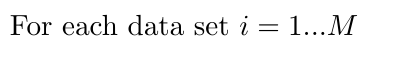 For each data set i = 1...M